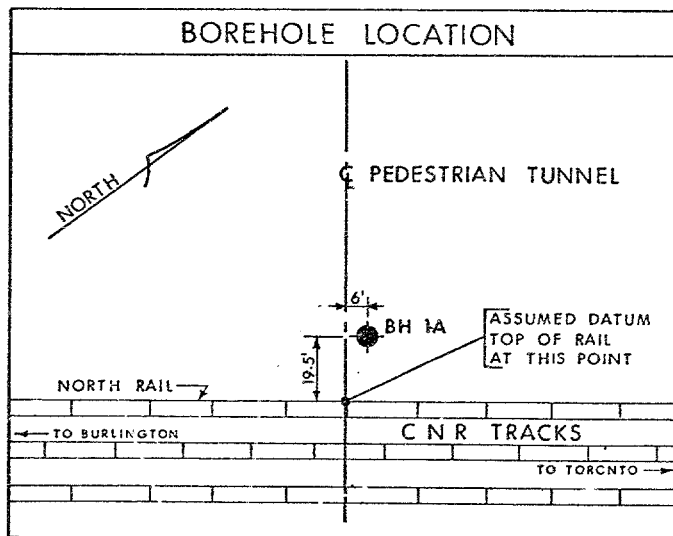 BOREHOLE LOCATION
NORTH
℄ PEDESTRIAN TUNNEL
6'
BH 1A
ASSUMED DATUM
TOP OF RAIL
AT THIS POINT
19.5'
NORTH RAIL
TO BURLINGTON
C N R TRACKS
TO TORONTO